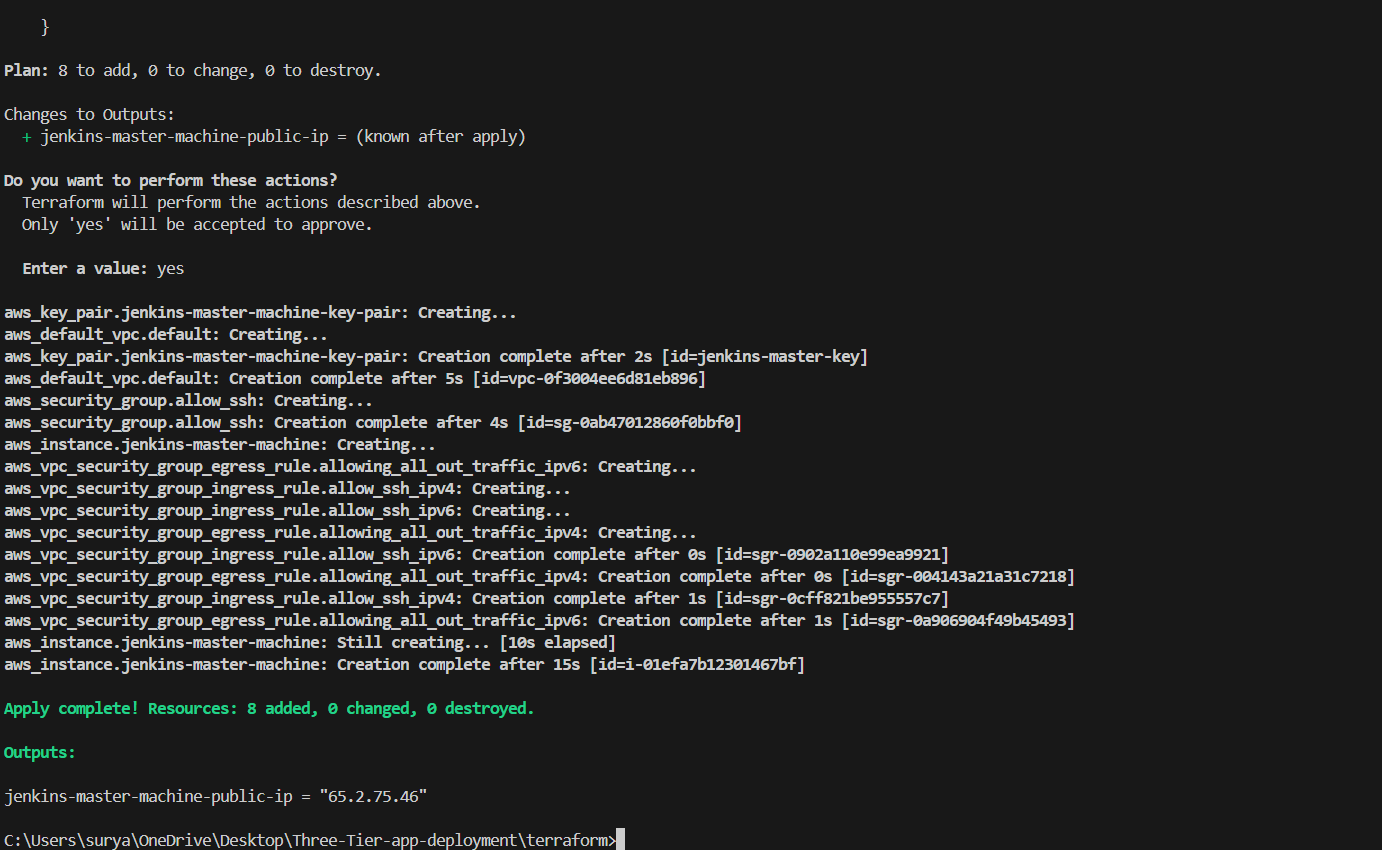 }
Plan: 8 to add, 0 to change, 0 to destroy.
Changes to Outputs:
  + jenkins-master-machine-public-ip = (known after apply)
Do you want to perform these actions?
  Terraform will perform the actions described above.
  Only 'yes' will be accepted to approve.
  Enter a value: yes
aws_key_pair.jenkins-master-machine-key-pair: Creating...
aws_default_vpc.default: Creating...
aws_key_pair.jenkins-master-machine-key-pair: Creation complete after 2s [id=jenkins-master-key]
aws_default_vpc.default: Creation complete after 5s [id=vpc-0f3004ee6d81eb896]
aws_security_group.allow_ssh: Creating...
aws_security_group.allow_ssh: Creation complete after 4s [id=sg-0ab47012860f0bbf0]
aws_instance.jenkins-master-machine: Creating...
aws_vpc_security_group_egress_rule.allowing_all_out_traffic_ipv6: Creating...
aws_vpc_security_group_ingress_rule.allow_ssh_ipv4: Creating...
aws_vpc_security_group_ingress_rule.allow_ssh_ipv6: Creating...
aws_vpc_security_group_egress_rule.allowing_all_out_traffic_ipv4: Creating...
aws_vpc_security_group_ingress_rule.allow_ssh_ipv6: Creation complete after 0s [id=sgr-0902a110e99ea9921]
aws_vpc_security_group_egress_rule.allowing_all_out_traffic_ipv4: Creation complete after 0s [id=sgr-004143a21a31c7218]
aws_vpc_security_group_ingress_rule.allow_ssh_ipv4: Creation complete after 1s [id=sgr-0cff821be955557c7]
aws_vpc_security_group_egress_rule.allowing_all_out_traffic_ipv6: Creation complete after 1s [id=sgr-0a906904f49b45493]
aws_instance.jenkins-master-machine: Still creating... [10s elapsed]
aws_instance.jenkins-master-machine: Creation complete after 15s [id=i-01efa7b12301467bf]
Apply complete! Resources: 8 added, 0 changed, 0 destroyed.
Outputs:
jenkins-master-machine-public-ip = "65.2.75.46"
C:\Users\surya\OneDrive\Desktop\Three-Tier-app-deployment\terraform>